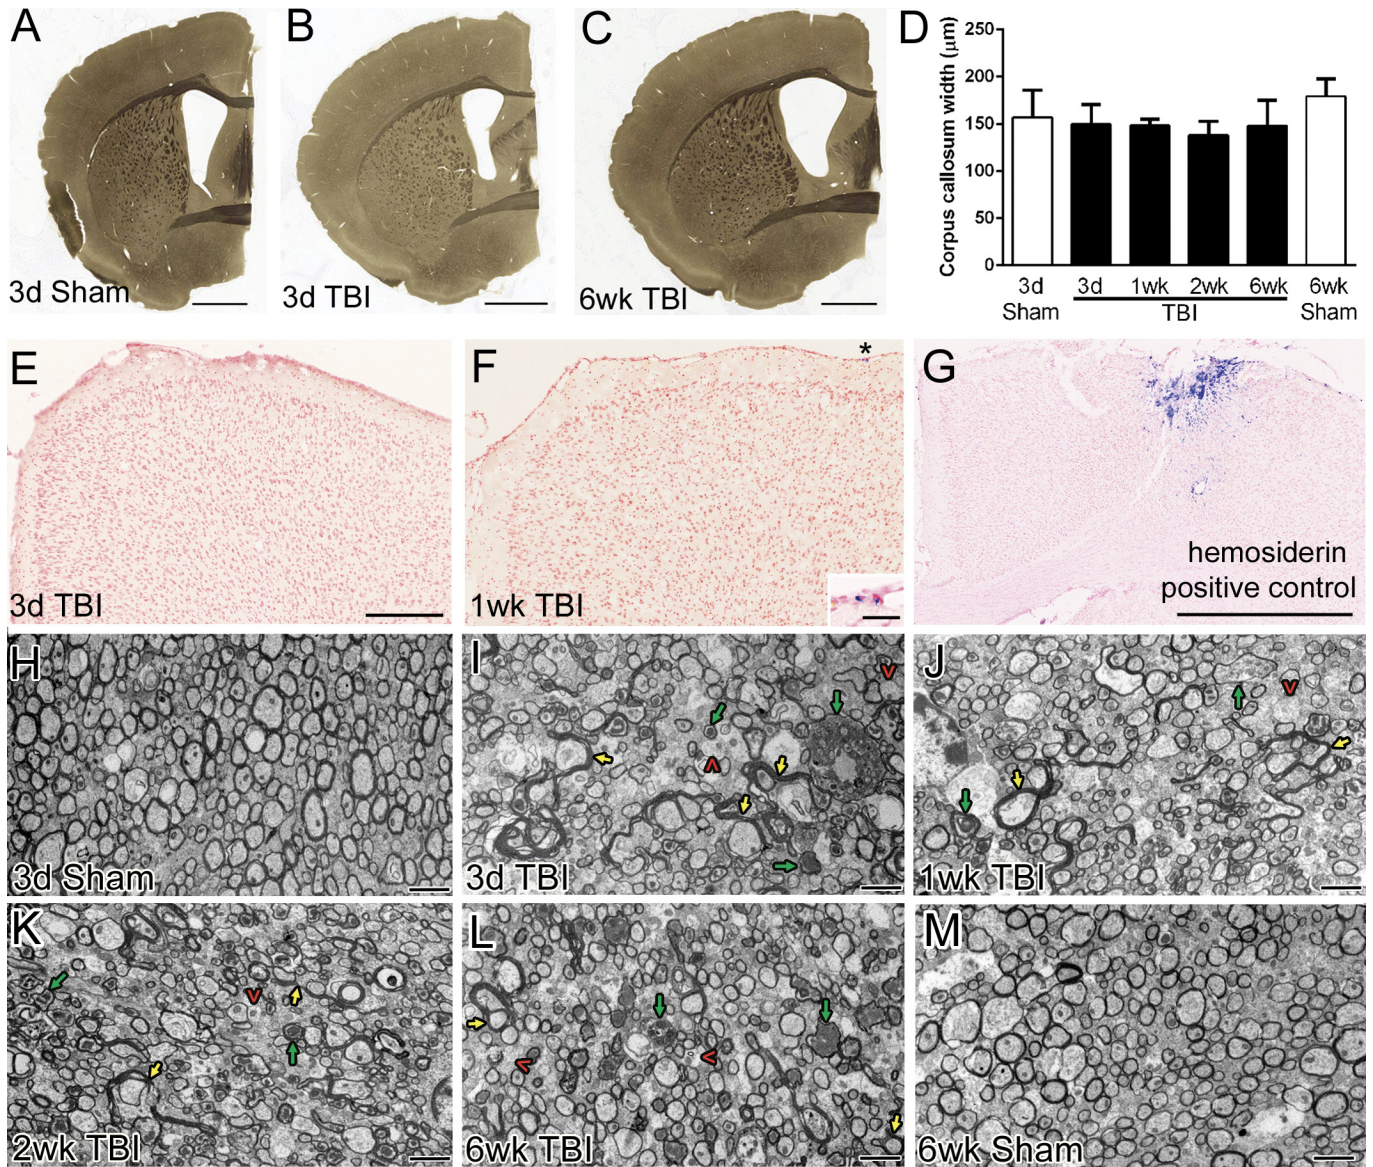 A
3d Sham
B
3d TBI
C
6wk TBI
D
Corpus callosum width (µm)
250
200
150
100
50
0
3d
Sham
3d
1wk
2wk
6wk
TBI
6wk
Sham
E
3d TBI
F
*
1wk TBI
G
hemosiderin
positive control
H
3d Sham
I
3d TBI
J
1wk TBI
K
2wk TBI
L
6wk TBI
M
6wk Sham